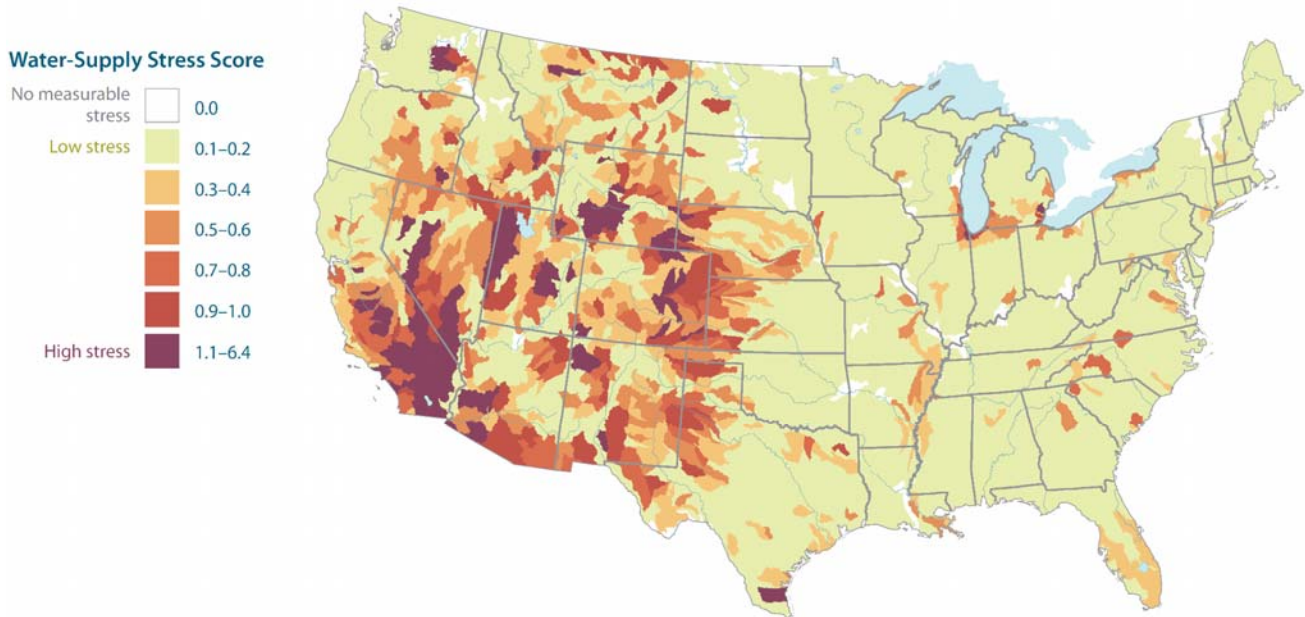 Water-Supply Stress Score
No measurable
stress
0.0
Low stress
0.1–0.2
0.3–0.4
0.5–0.6
0.7–0.8
0.9–1.0
High stress
1.1–6.4